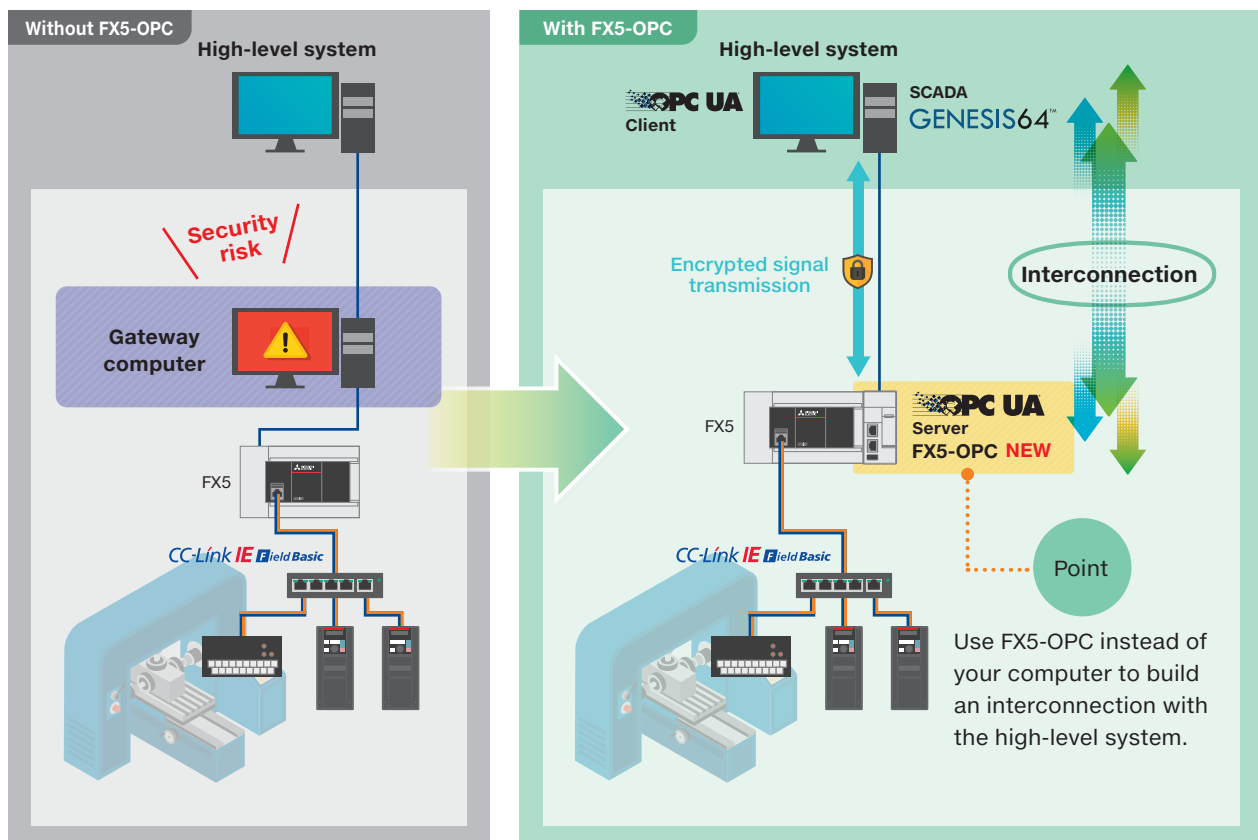 Without FX5-OPC
High-level system
Security
risk
Gateway
computer
FX5
CC-Link IE Field Basic
With FX5-OPC
High-level system
OPC UA
Client
SCADA
GENESIS64™
Encrypted signal
transmission
Interconnection
FX5
OPC UA
Server
FX5-OPC NEW
CC-Link IE Field Basic
Point
Use FX5-OPC instead of
your computer to build
an interconnection with
the high-level system.